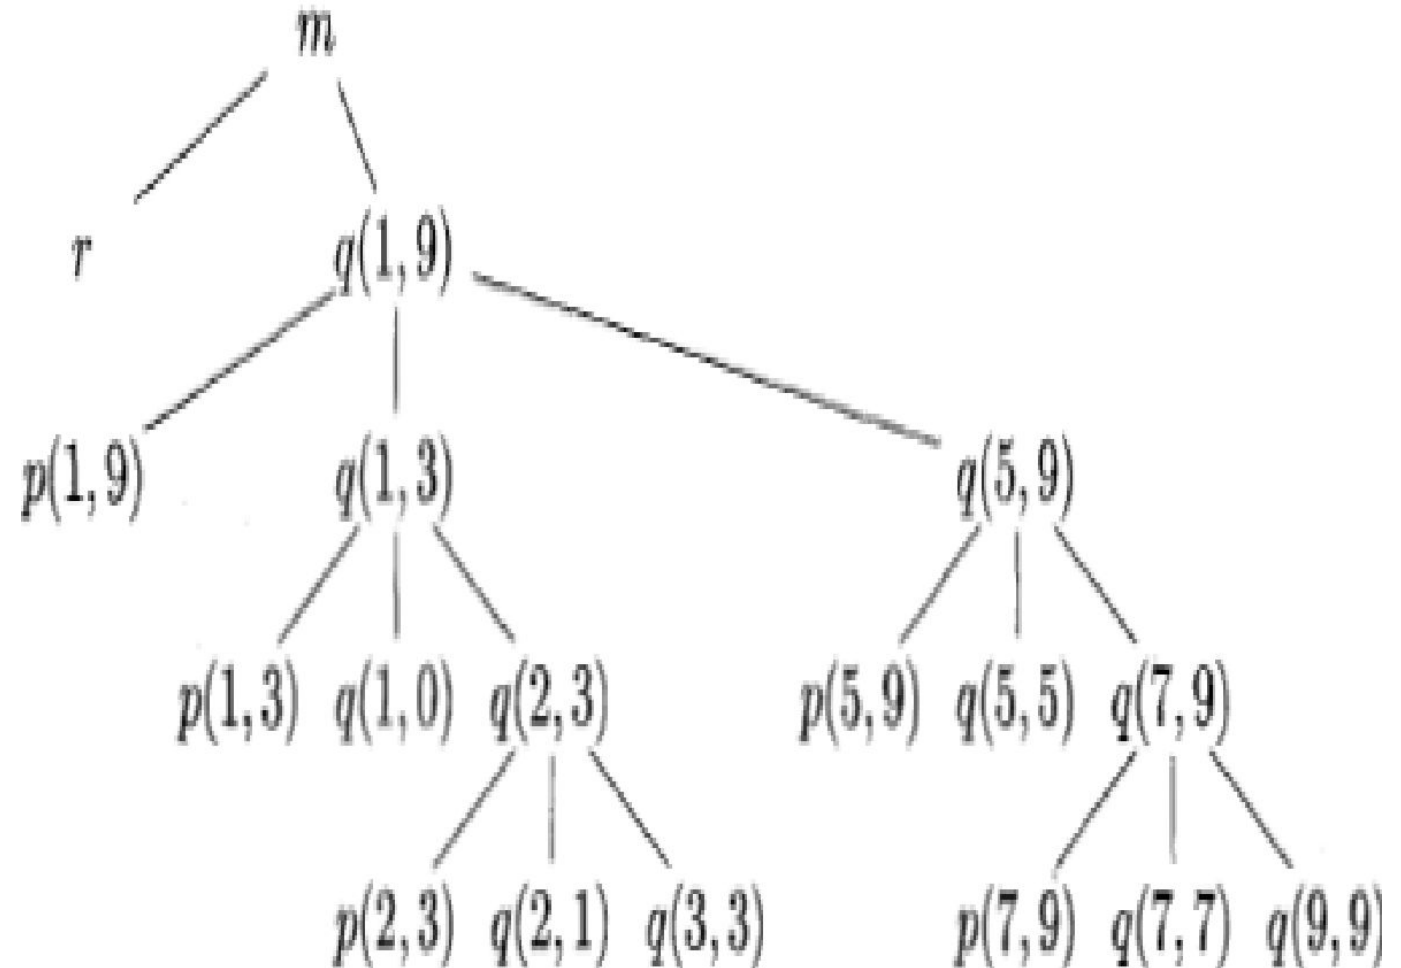 m
r q(1,9)
p(1,9) q(1,3) q(5,9)
p(1,3) q(1,0) q(2,3) p(5,9) q(5,5) q(7,9)
p(2,3) q(2,1) q(3,3) p(7,9) q(7,7) q(9,9)